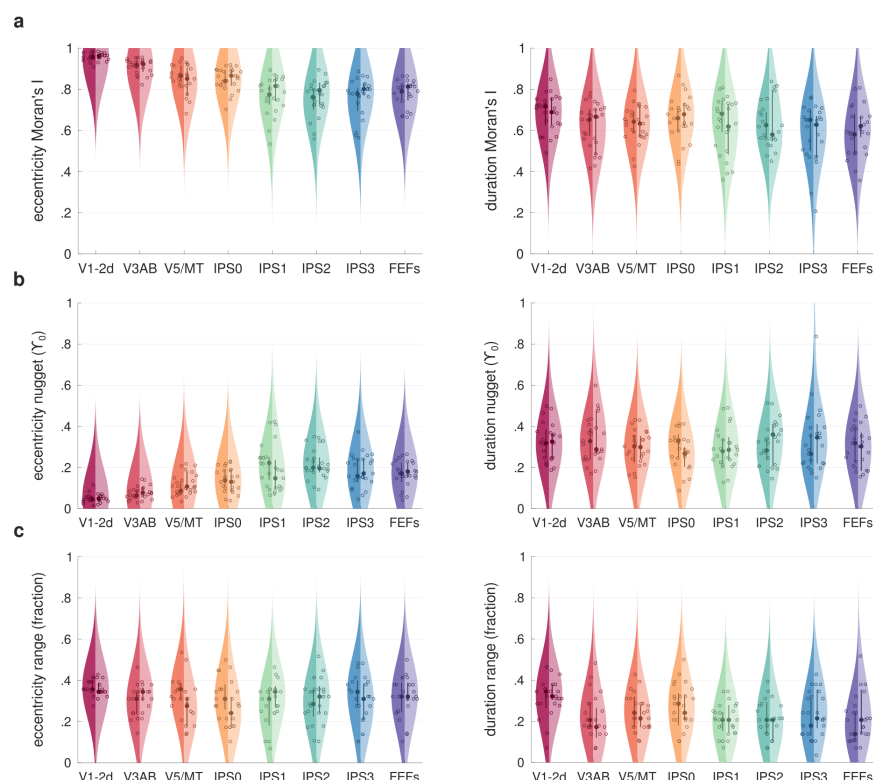 a
eccentricity Moran's I
1
.8
.6
.4
.2
0
V1-2d V3AB V5/MT IPS0 IPS1 IPS2 IPS3 FEFs
duration Moran's I
1
.8
.6
.4
.2
0
V1-2d V3AB V5/MT IPS0 IPS1 IPS2 IPS3 FEFs
b
eccentricity nugget (ϒ0)
1
.8
.6
.4
.2
0
V1-2d V3AB V5/MT IPS0 IPS1 IPS2 IPS3 FEFs
duration nugget (ϒ0)
1
.8
.6
.4
.2
0
V1-2d V3AB V5/MT IPS0 IPS1 IPS2 IPS3 FEFs
c
eccentricity range (fraction)
1
.8
.6
.4
.2
0
V1-2d V3AB V5/MT IPS0 IPS1 IPS2 IPS3 FEFs
duration range (fraction)
1
.8
.6
.4
.2
0
V1-2d V3AB V5/MT IPS0 IPS1 IPS2 IPS3 FEFs